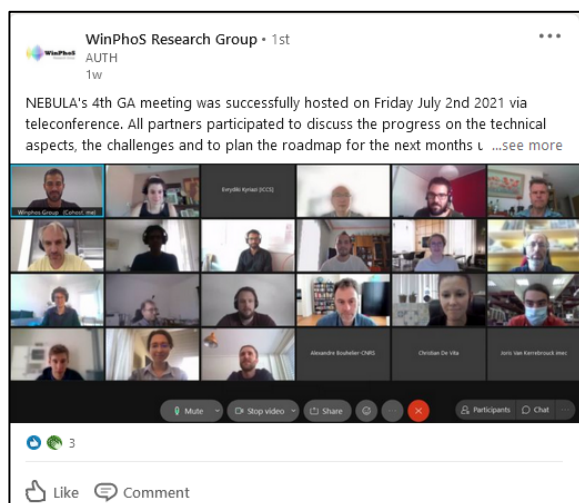 WinPhoS
WinPhoS Research Group • 1st
AUTH
1w
NEBULA's 4th GA meeting was successfully hosted on Friday July 2nd 2021 via
teleconference. All partners participated to discuss the progress on the technical
aspects, the challenges and to plan the roadmap for the next months u ...see more
Winphos Group (Cohost, me)
Evrydiki Kyriazi (ICCS)
Alexandre Bouhelier-CNRS
Christian De Vita
Joris Van Kerrebrouck imec
Mute
Stop video
Share
Participants
Chat
3
Like
Comment